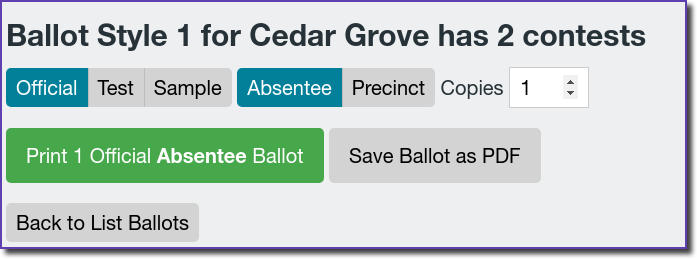 Ballot Style 1 for Cedar Grove has 2 contests
Official Test Sample Absentee Precinct Copies 1
Print 1 Official Absentee Ballot Save Ballot as PDF
Back to List Ballots